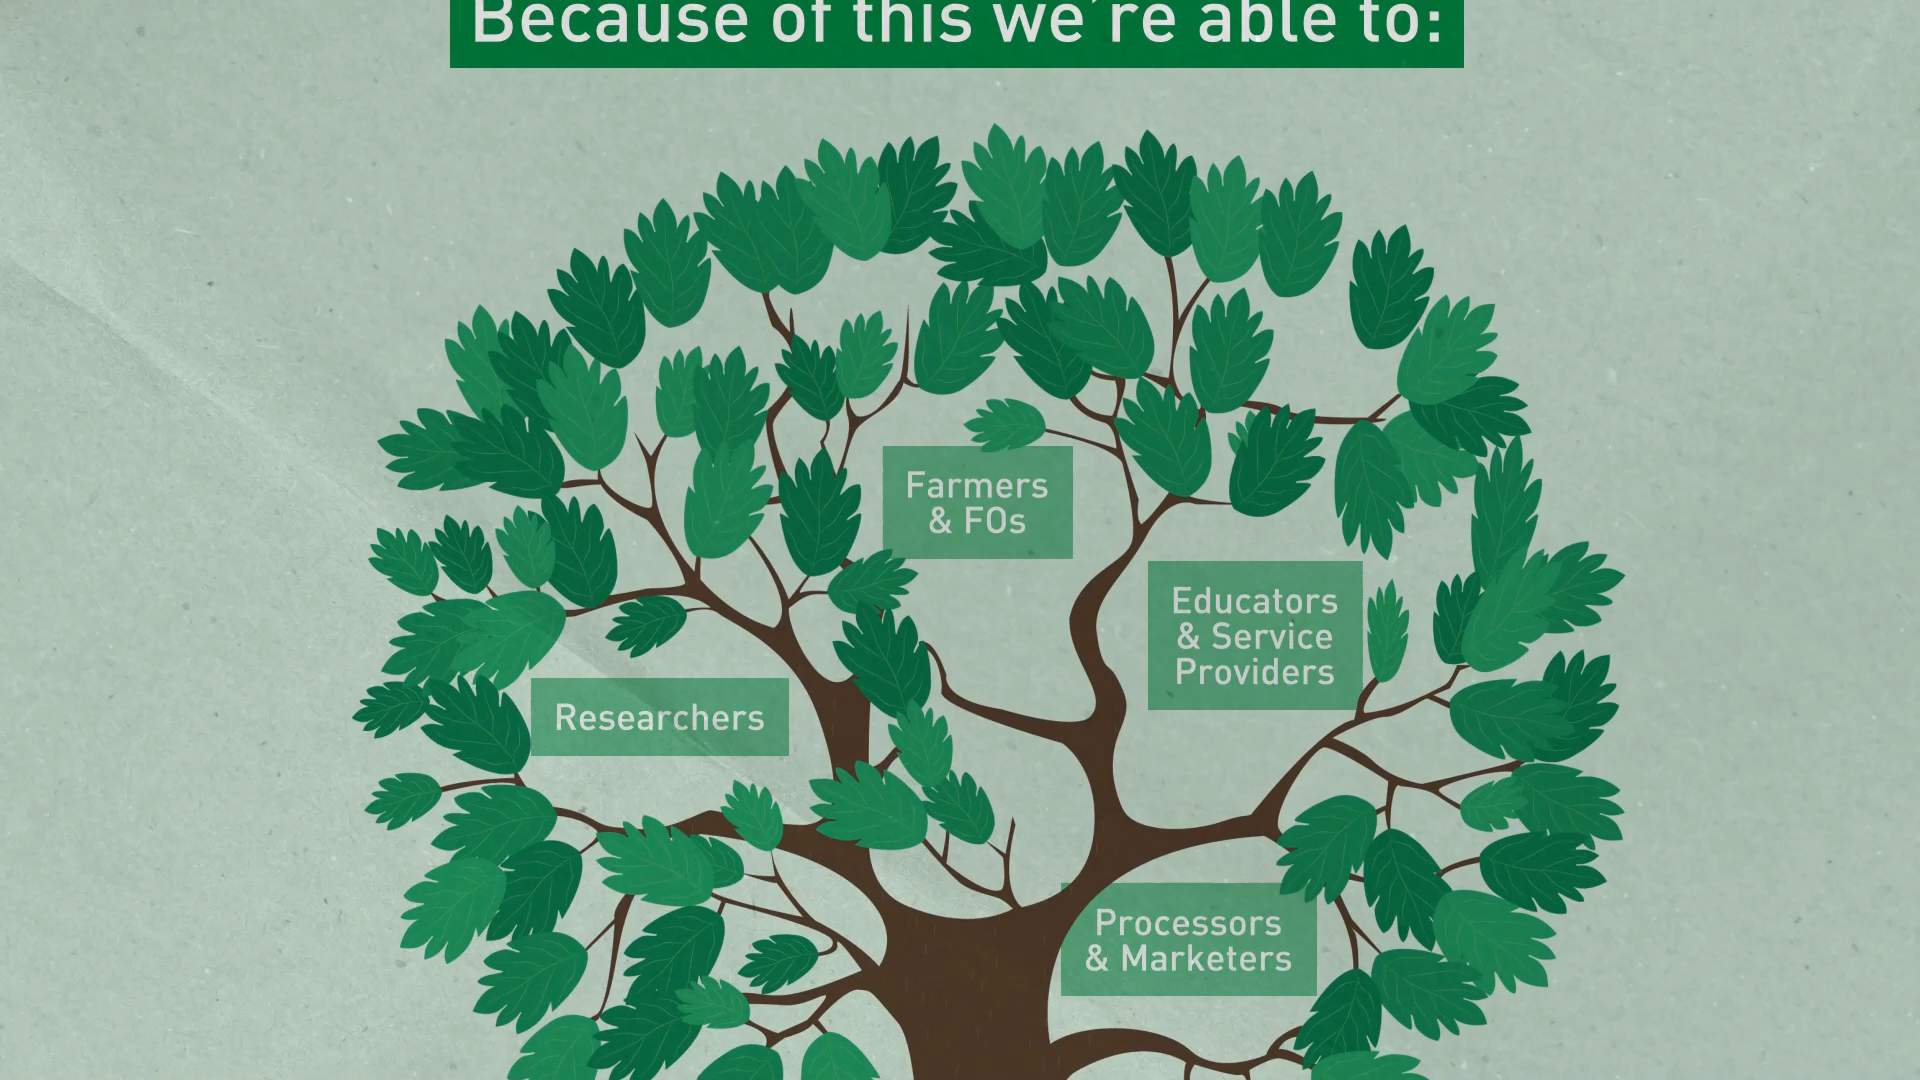 Because of this we're able to:
Farmers
& FOs
Educators
& Service
Providers
Researchers
Processors
& Marketers